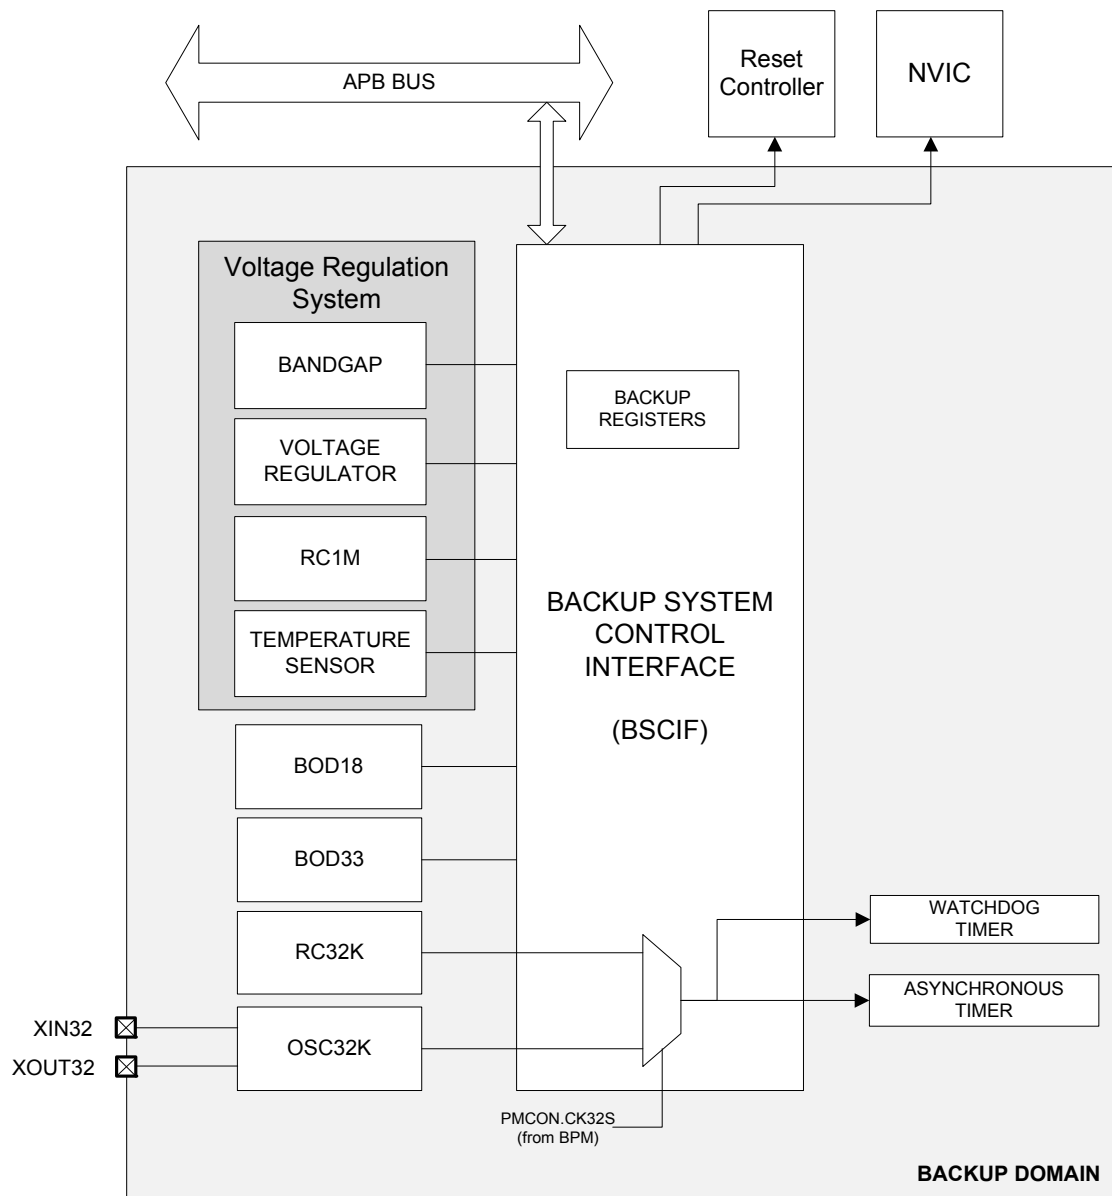 APB BUS
Reset
Controller
NVIC
Voltage Regulation
System
BANDGAP
VOLTAGE
REGULATOR
RC1M
TEMPERATURE
SENSOR
BOD18
BOD33
RC32K
OSC32K
XIN32
XOUT32
BACKUP
REGISTERS
BACKUP SYSTEM
CONTROL
INTERFACE
(BSCIF)
WATCHDOG
TIMER
ASYNCHRONOUS
TIMER
PMCON.CK32S
(from BPM)
BACKUP DOMAIN